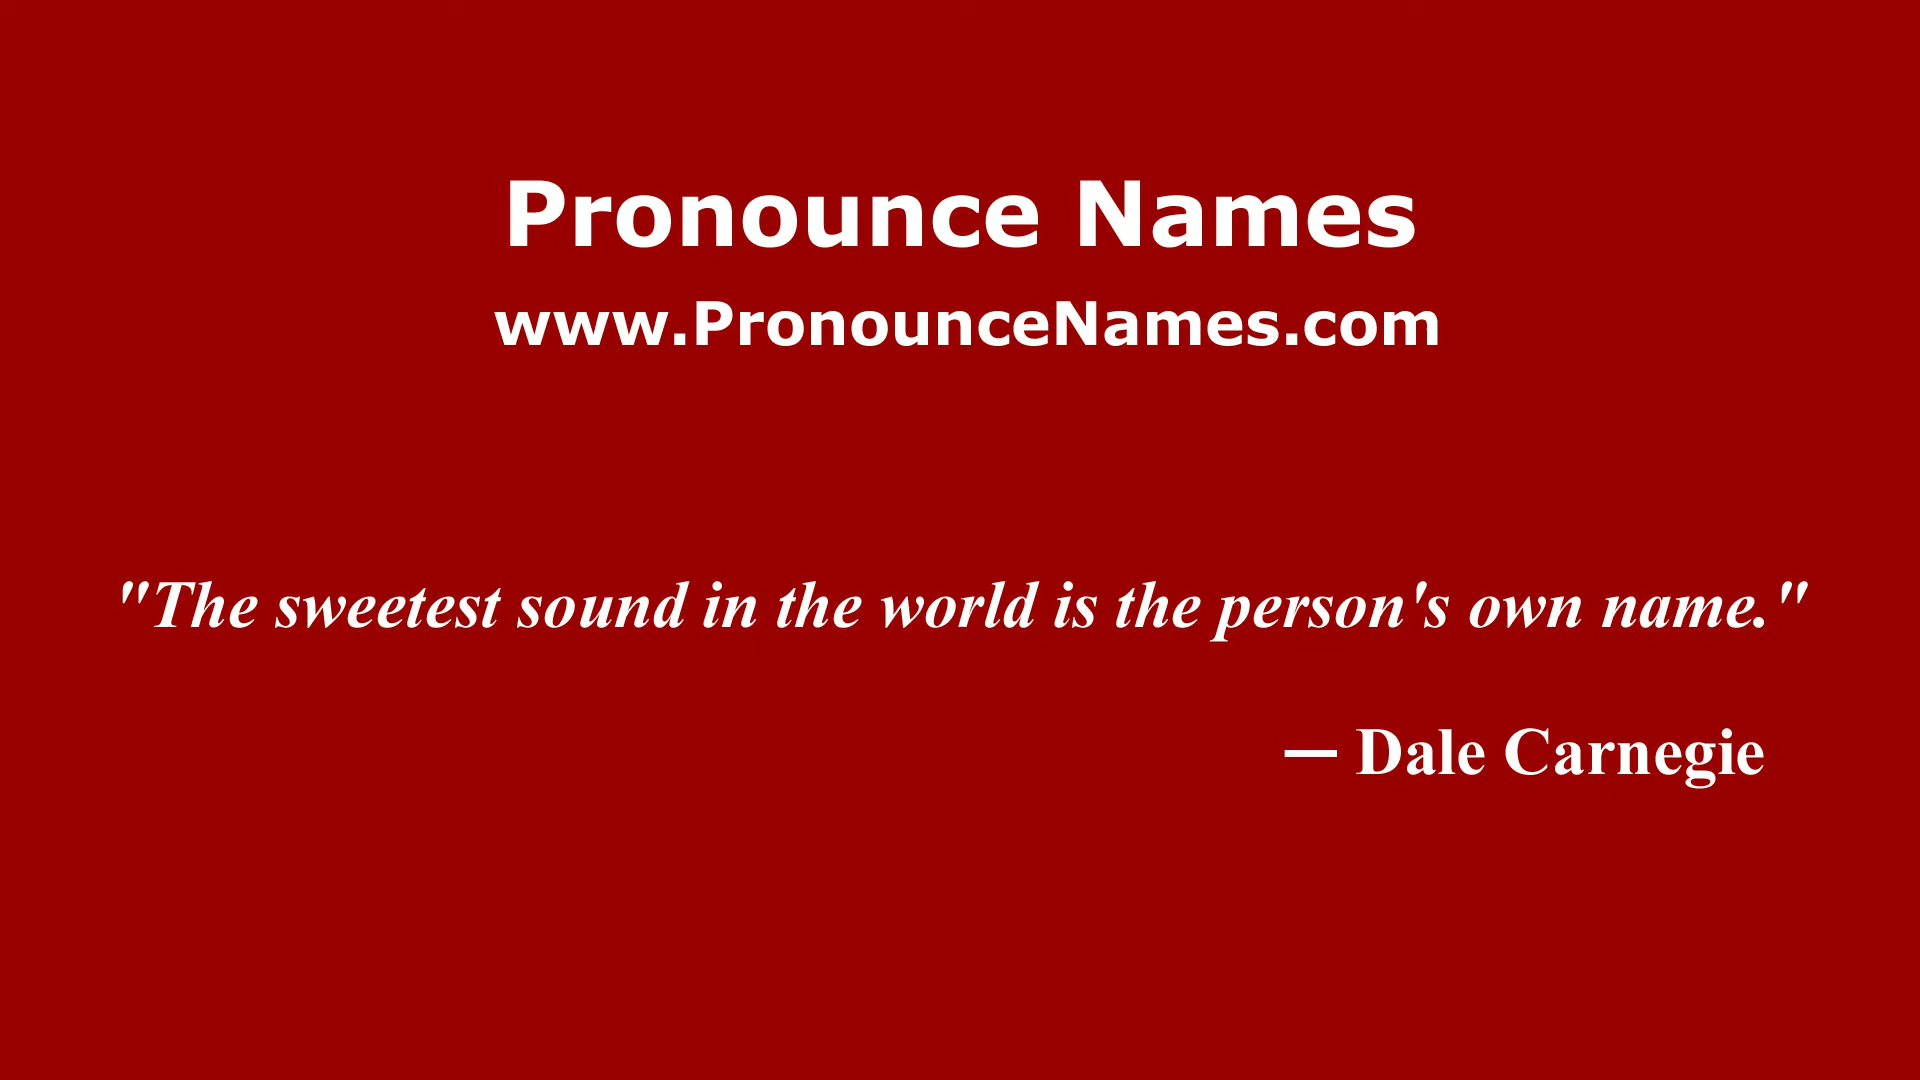 Pronounce Names
www.PronounceNames.com
"The sweetest sound in the world is the person's own name."
— Dale Carnegie